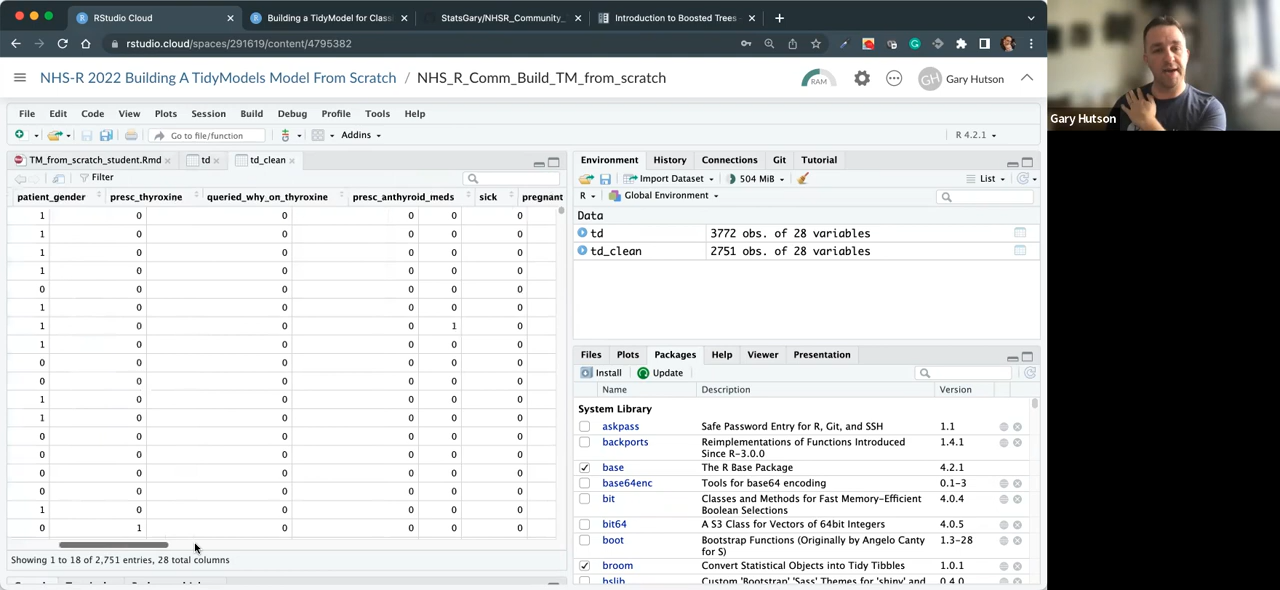 RStudio Cloud
Building a TidyModel for Class
StatsGary/NHSR_Community_
Introduction to Boosted Trees
rstudio.cloud/spaces/291619/content/4795382
NHS-R 2022 Building A TidyModels Model From Scratch / NHS_R_Comm_Build_TM_from_scratch
RAM
GH Gary Hutson
Gary Hutson
File Edit Code View Plots Session Build Debug Profile Tools Help
Go to file/function
Addins
R 4.2.1
TM_from_scratch_student.Rmd td td_clean
Filter
patient_gender presc_thyroxine queried_why_on_thyroxine presc_anthyroid_meds sick pregnant
1 0 0 0 0 0
1 0 0 0 0 0
1 0 0 0 0 0
1 0 0 0 0 0
0 0 0 0 0 0
1 0 0 0 0 0
1 0 0 0 1 0
1 0 0 0 0 0
0 0 0 0 0 0
0 0 0 0 0 0
1 0 0 0 0 0
1 0 0 0 0 0
0 0 0 0 0 0
0 0 0 0 0 0
0 0 0 0 0 0
0 0 0 0 0 0
1 0 0 0 0 0
0 1 0 0 0 0
Showing 1 to 18 of 2,751 entries, 28 total columns
Environment History Connections Git Tutorial
Import Dataset 504 MiB List
R Global Environment
Data
td 3772 obs. of 28 variables
td_clean 2751 obs. of 28 variables
Files Plots Packages Help Viewer Presentation
Install Update
Name Description Version
System Library
askpass Safe Password Entry for R, Git, and SSH 1.1
backports Reimplementations of Functions Introduced 1.4.1
Since R-3.0.0
base The R Base Package 4.2.1
base64enc Tools for base64 encoding 0.1-3
bit Classes and Methods for Fast Memory-Efficient 4.0.4
Boolean Selections
bit64 A S3 Class for Vectors of 64bit Integers 4.0.5
boot Bootstrap Functions (Originally by Angelo Canty 1.3-28
for S)
broom Convert Statistical Objects into Tidy Tibbles 1.0.1
bslib Custom 'Bootstrap' 'Sass' Themes for 'shiny' and 0.4.0